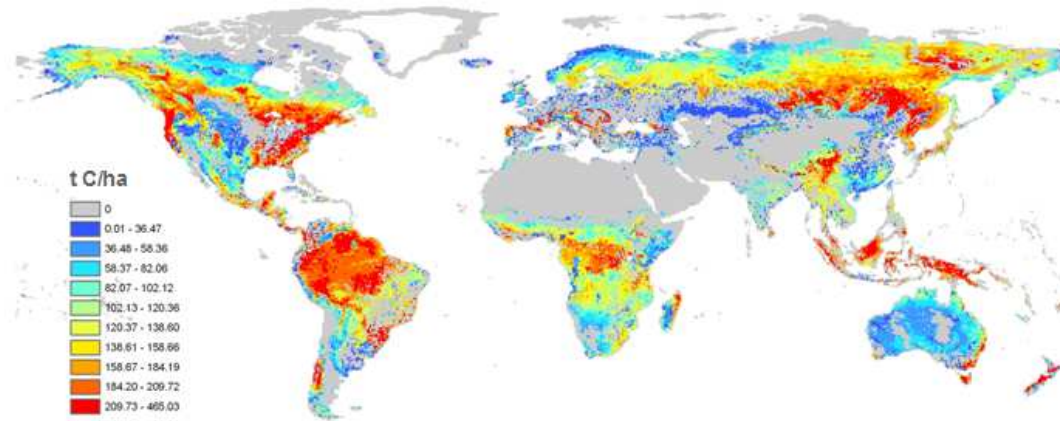 t C/ha
0
0.01 - 36.47
36.48 - 58.36
58.37 - 82.06
82.07 - 102.12
102.13 - 120.36
120.37 - 138.60
138.61 - 158.66
158.67 - 184.19
184.20 - 209.72
209.73 - 465.03